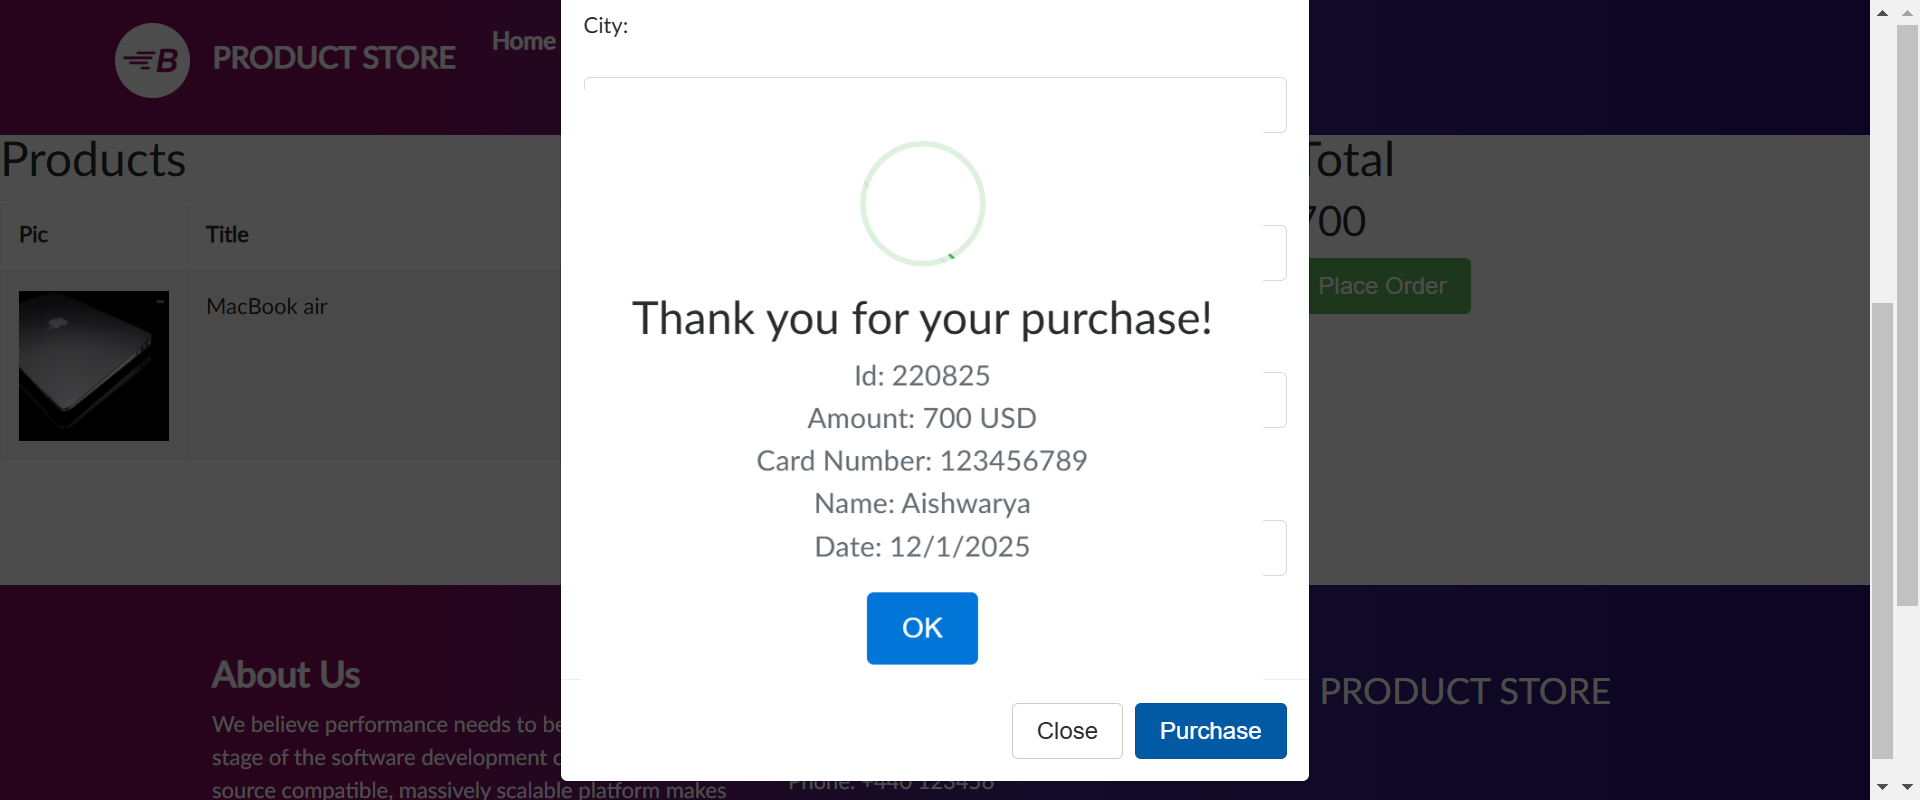 B PRODUCT STORE
Home
City:
Products
Pic
Title
MacBook air
Total
700
Place Order
Thank you for your purchase!
Id: 220825
Amount: 700 USD
Card Number: 123456789
Name: Aishwarya
Date: 12/1/2025
OK
Close
Purchase
About Us
We believe performance needs to be
stage of the software development
source compatible, massively scalable platform makes
Phone: +440 123456
PRODUCT STORE